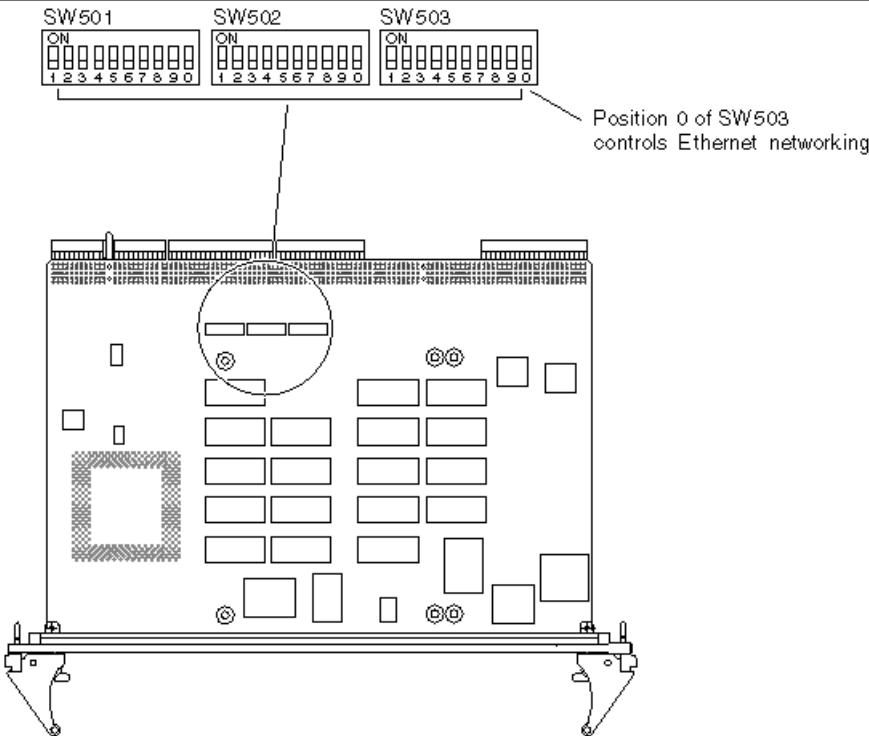 SW501 SW502 SW503
ON ON ON
1234567890 1234567890 1234567890
Position 0 of SW503
controls Ethernet networking